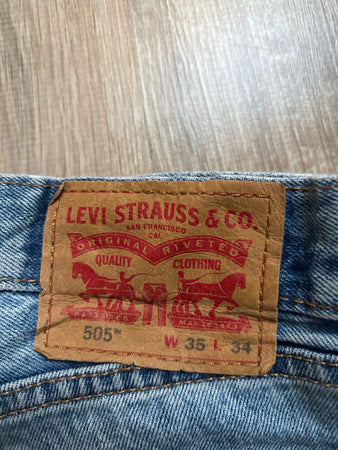 LEVI STRAUSS & CO.
SAN FRANCISCO
CAL
ORIGINAL RIVETED
QUALITY CLOTHING
505™ W 35 L 34